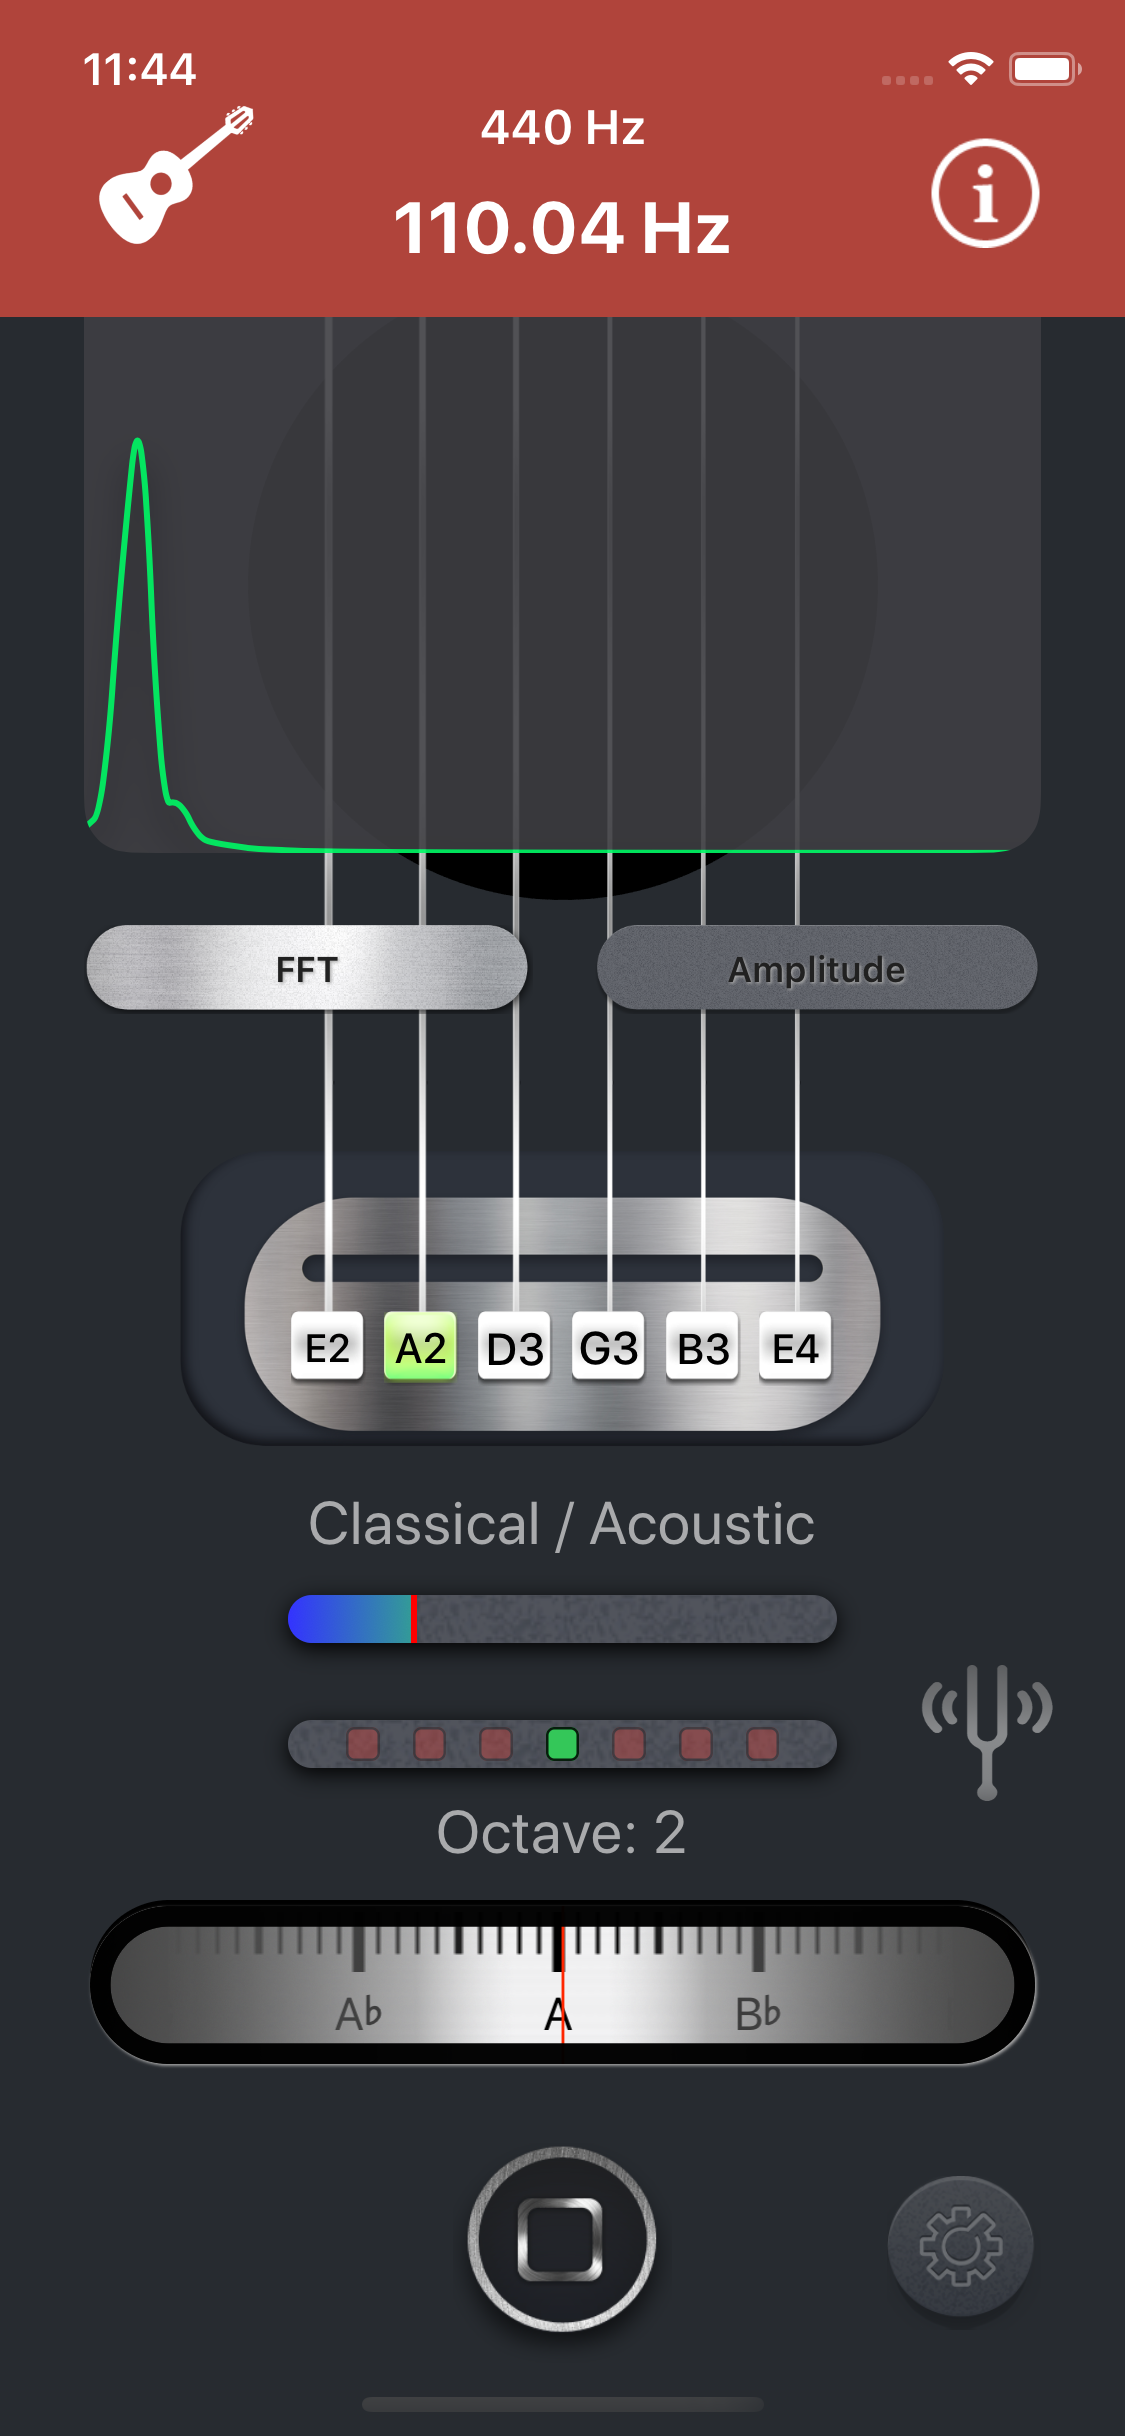 11:44
440 Hz
110.04 Hz
i
FFT Amplitude
E2 A2 D3 G3 B3 E4
Classical / Acoustic
Octave: 2
A♭ A B♭